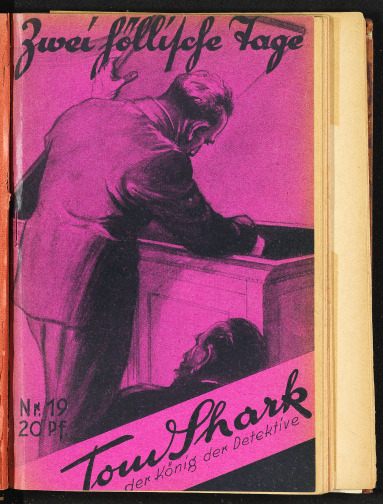 Zwei höllische Tage
Nr. 19
20 Pf.
Tom Shark
der König der Detektive